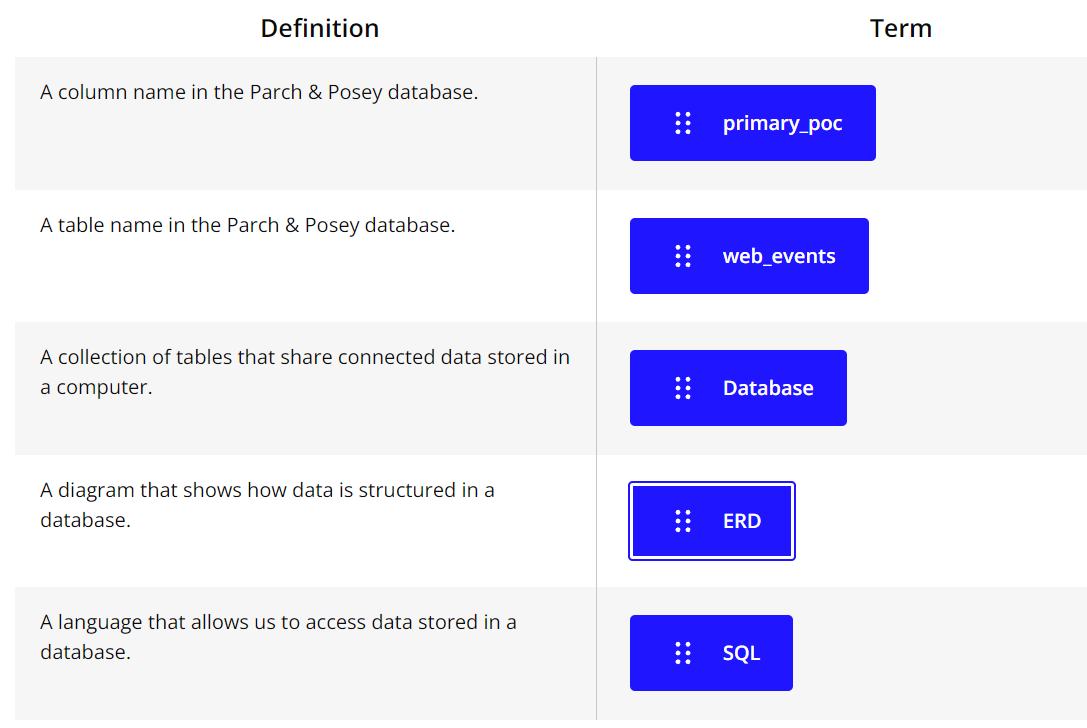 Definition
Term
A column name in the Parch & Posey database.
primary_poc
A table name in the Parch & Posey database.
web_events
A collection of tables that share connected data stored in
a computer.
Database
A diagram that shows how data is structured in a
database.
ERD
A language that allows us to access data stored in a
database.
SQL